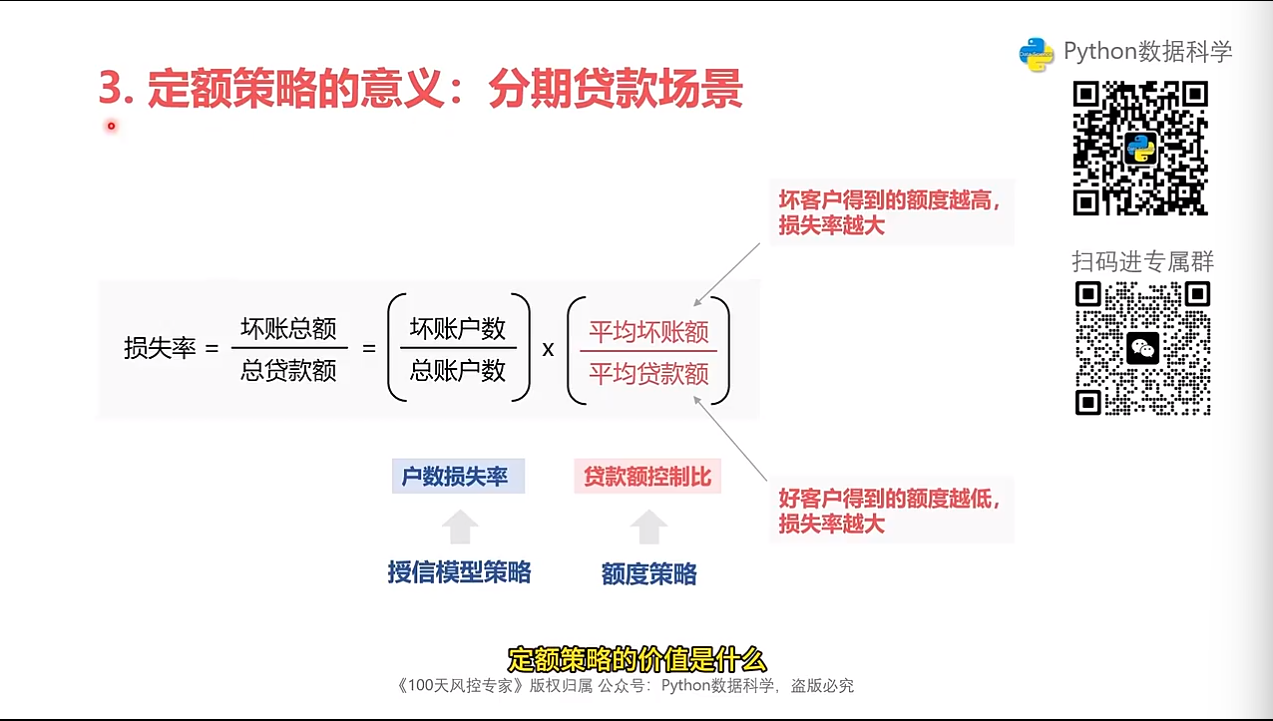 Python数据科学
3. 定额策略的意义：分期贷款场景
坏客户得到的额度越高，
损失率越大
扫码进专属群
损失率 = 坏账总额 / 总贷款额 = (坏账户数 / 总账户数) x (平均坏账额 / 平均贷款额)
户数损失率
贷款额控制比
好客户得到的额度越低，
损失率越大
授信模型策略
额度策略
定额策略的价值是什么
《100天风控专家》版权归属 公众号：Python数据科学，盗版必究